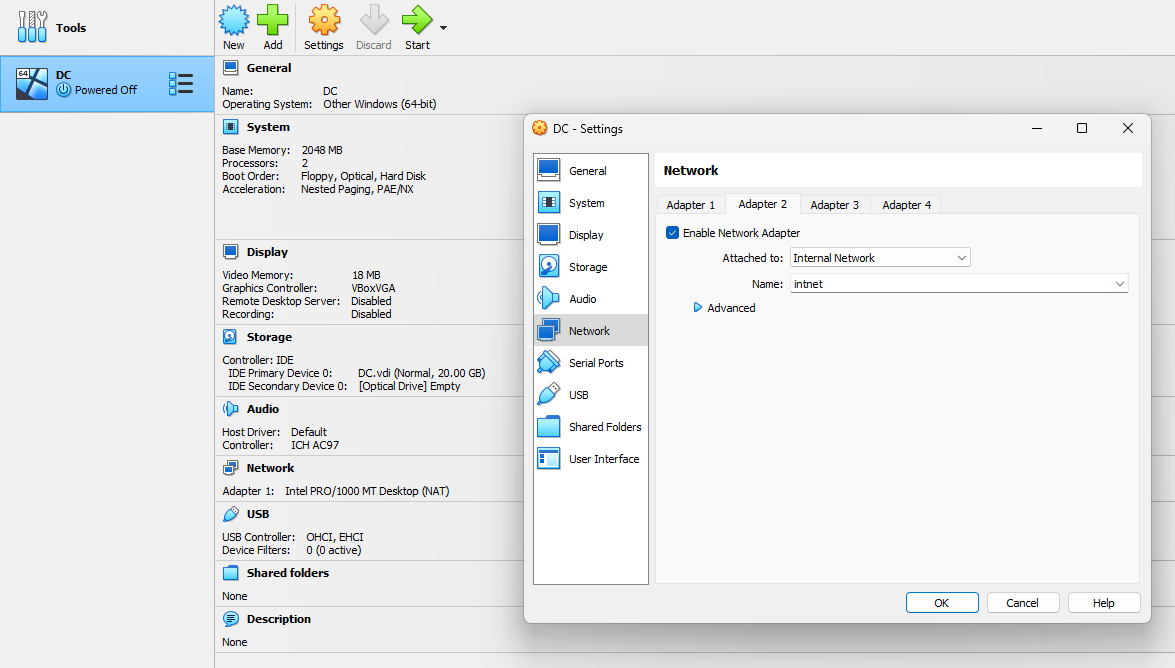 Tools
New Add Settings Discard Start
64
DC
Powered Off
General
Name: DC
Operating System: Other Windows (64-bit)
System
Base Memory: 2048 MB
Processors: 2
Boot Order: Floppy, Optical, Hard Disk
Acceleration: Nested Paging, PAE/NX
Display
Video Memory: 18 MB
Graphics Controller: VBoxVGA
Remote Desktop Server: Disabled
Recording: Disabled
Storage
Controller: IDE
IDE Primary Device 0: DC.vdi (Normal, 20.00 GB)
IDE Secondary Device 0: [Optical Drive] Empty
Audio
Host Driver: Default
Controller: ICH AC97
Network
Adapter 1: Intel PRO/1000 MT Desktop (NAT)
USB
USB Controller: OHCI, EHCI
Device Filters: 0 (0 active)
Shared folders
None
Description
None
DC - Settings
General
System
Display
Storage
Audio
Network
Serial Ports
USB
Shared Folders
User Interface
Network
Adapter 1 Adapter 2 Adapter 3 Adapter 4
Enable Network Adapter
Attached to: Internal Network
Name: intnet
Advanced
OK Cancel Help